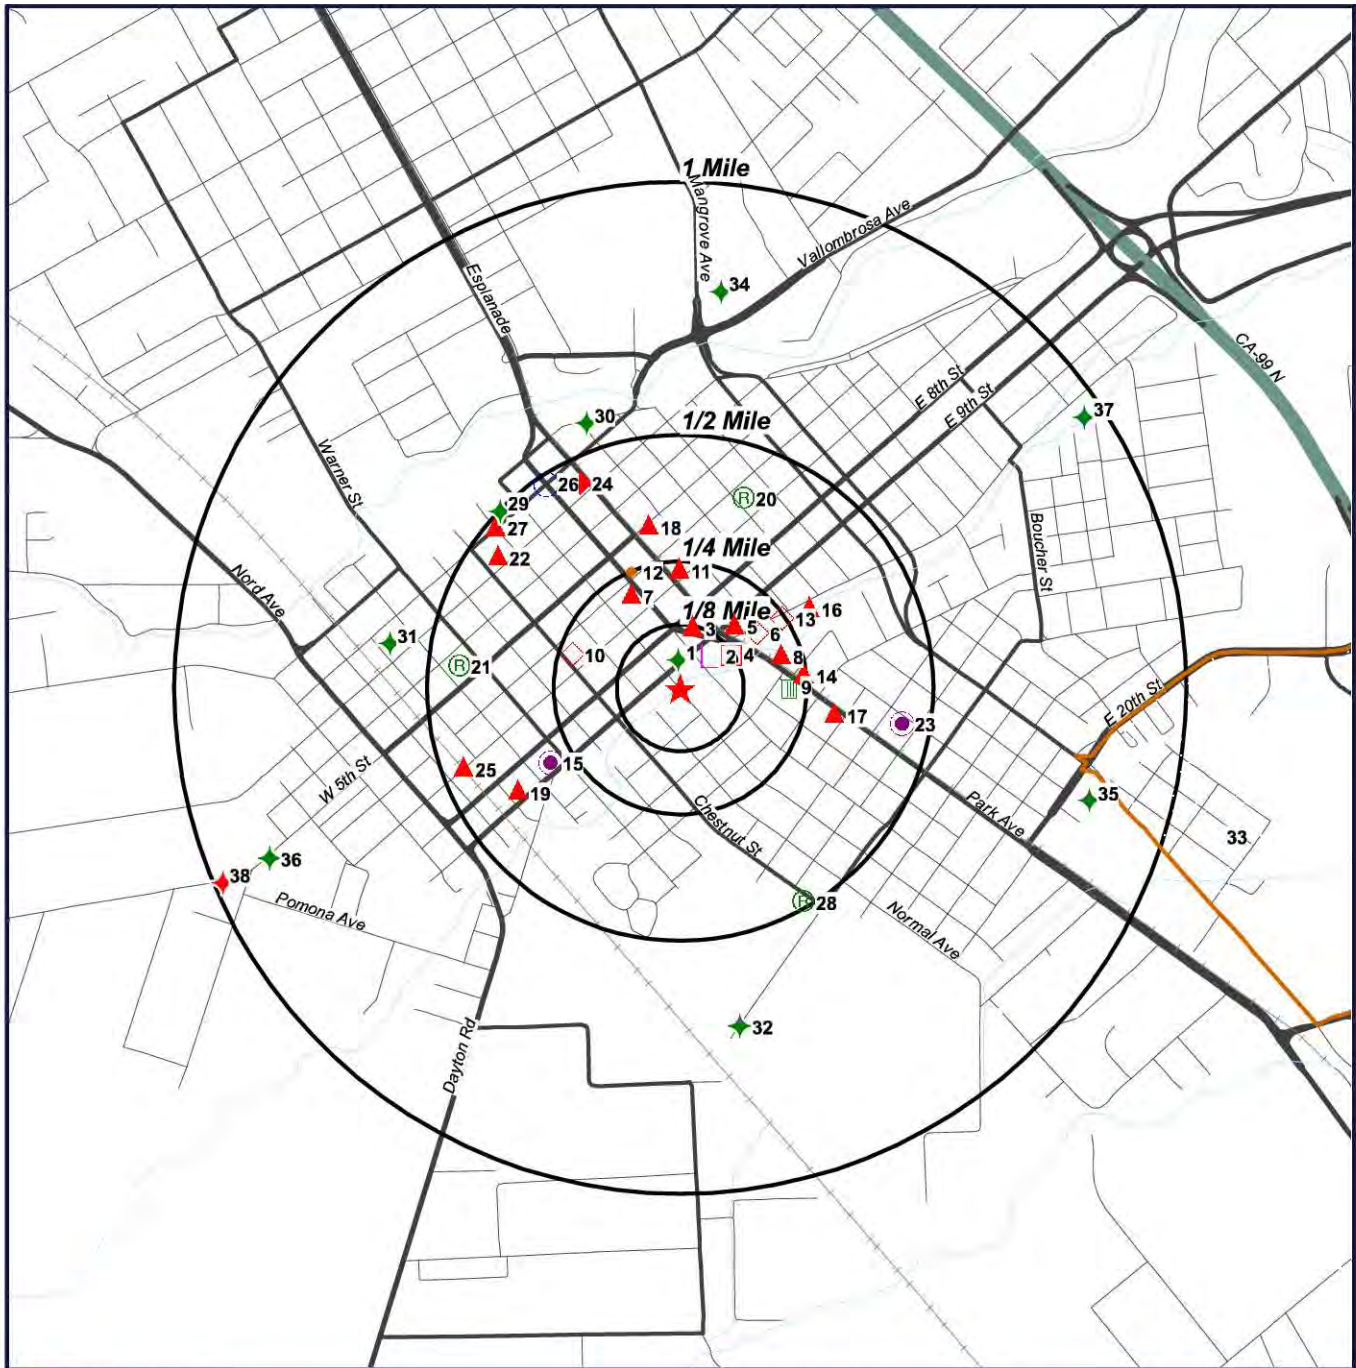 1 Mile
Mangrove Ave
Vallombrosa Ave
Esplanade
34
CA-99 N
E 8th St
E 9th St
37
30
1/2 Mile
Warner St
26
24
R 20
29
27
18
Boucher St
22
1/4 Mile
Nord Ave
12
11
7
1/8 Mile
16
13
3
5
6
31
10
1
2
4
8
R 21
14
9
17
23
E 20th St
15
25
W 5th St
19
35
Park Ave
33
Chestnut St
36
38
Pomona Ave
R 28
Normal Ave
32
Dayton Rd